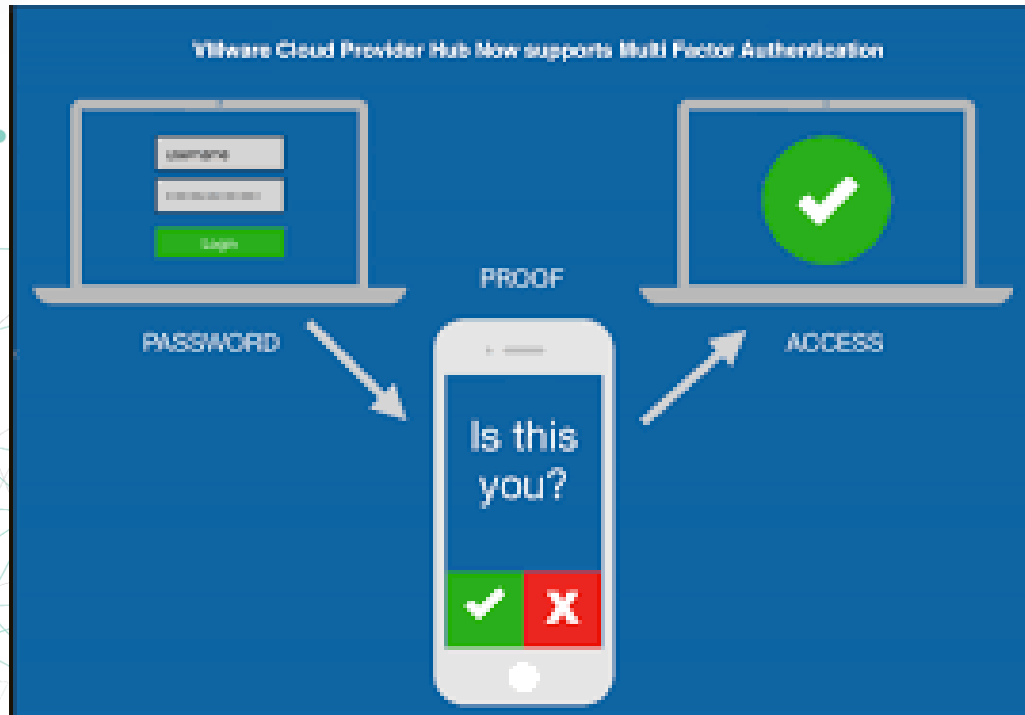 VMware Cloud Provider Hub Now supports Multi Factor Authentication
username
Login
PASSWORD
PROOF
Is this
you?
ACCESS